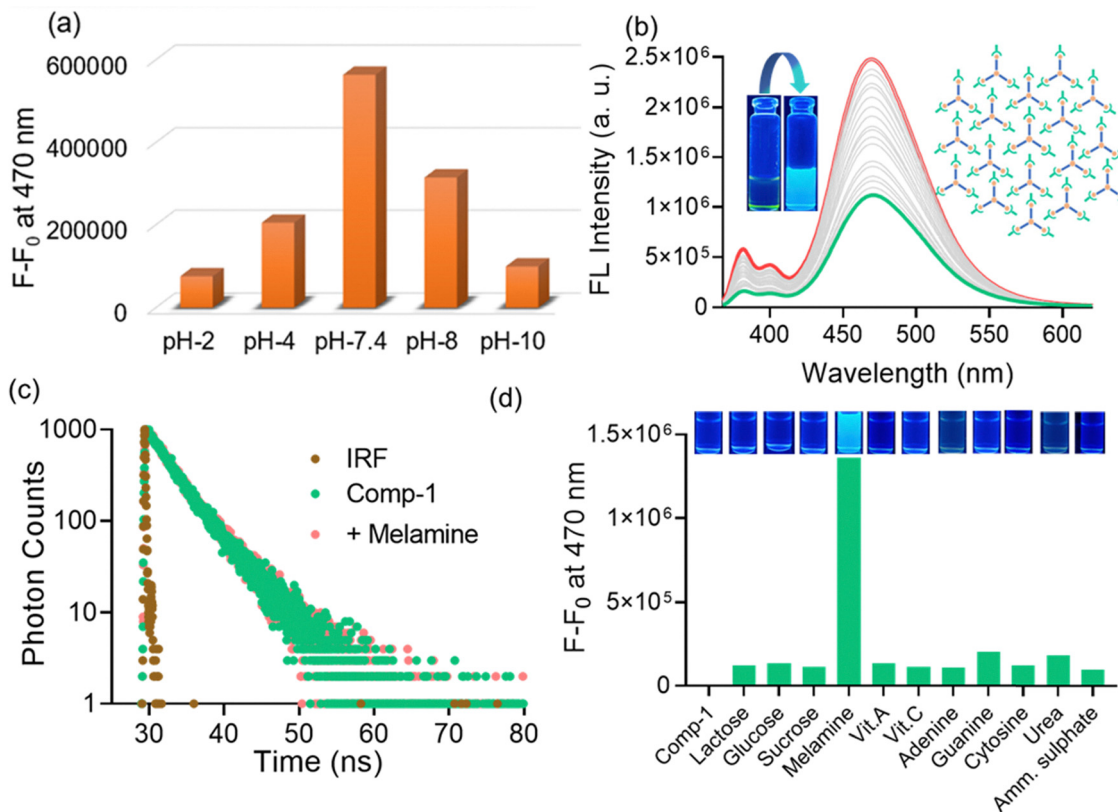 (a)
F-F₀ at 470 nm
600000
400000
200000
0
pH-2 pH-4 pH-7.4 pH-8 pH-10
(b)
FL Intensity (a. u.)
2.5×10⁶
2×10⁶
1.5×10⁶
1×10⁶
5×10⁵
0
400 450 500 550 600
Wavelength (nm)
(c)
Photon Counts
1000
100
10
1
IRF
Comp-1
+ Melamine
30 40 50 60 70 80
Time (ns)
(d)
F-F₀ at 470 nm
1.5×10⁶
1×10⁶
5×10⁵
0
Comp-1
Lactose
Glucose
Sucrose
Melamine
Vit.A
Vit.C
Adenine
Guanine
Cytosine
Urea
Amm. sulphate